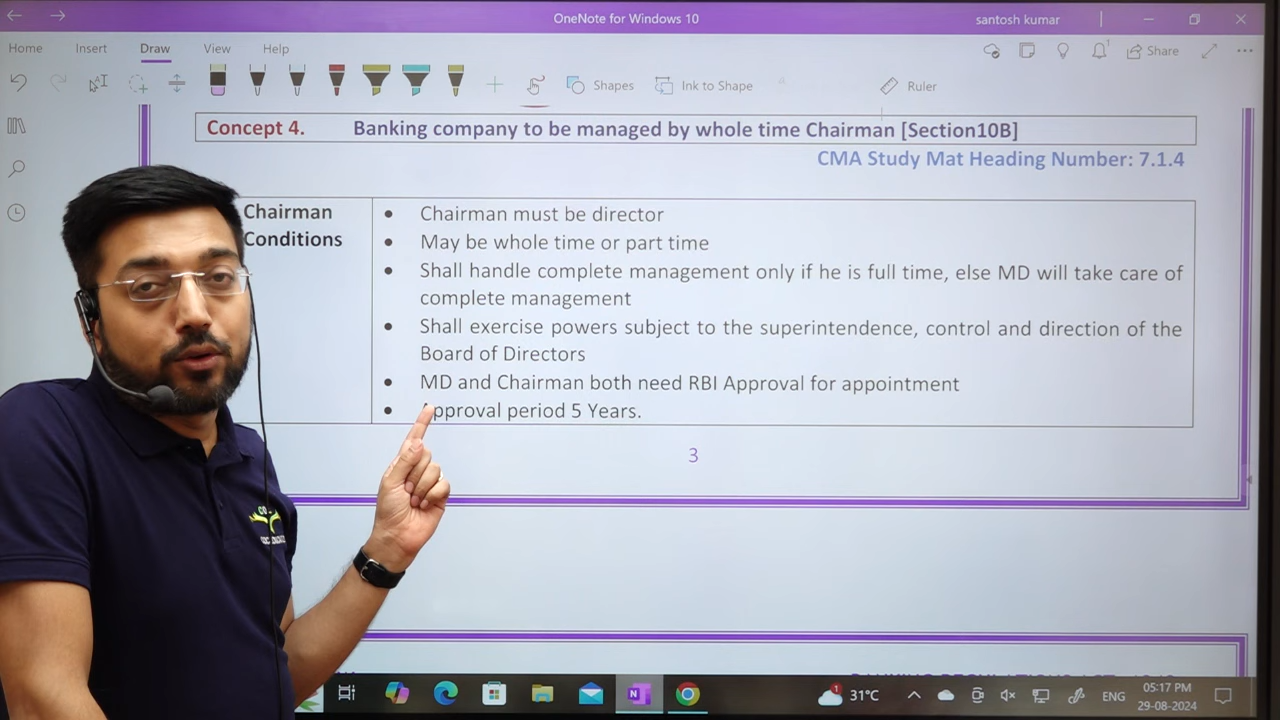 OneNote for Windows 10
santosh kumar
Home Insert Draw View Help
Share
Shapes Ink to Shape Ruler
Concept 4. Banking company to be managed by whole time Chairman [Section10B]
CMA Study Mat Heading Number: 7.1.4
Chairman
Conditions
• Chairman must be director
• May be whole time or part time
• Shall handle complete management only if he is full time, else MD will take care of
complete management
• Shall exercise powers subject to the superintendence, control and direction of the
Board of Directors
• MD and Chairman both need RBI Approval for appointment
• Approval period 5 Years.
3
31°C
ENG
05:17 PM
29-08-2024